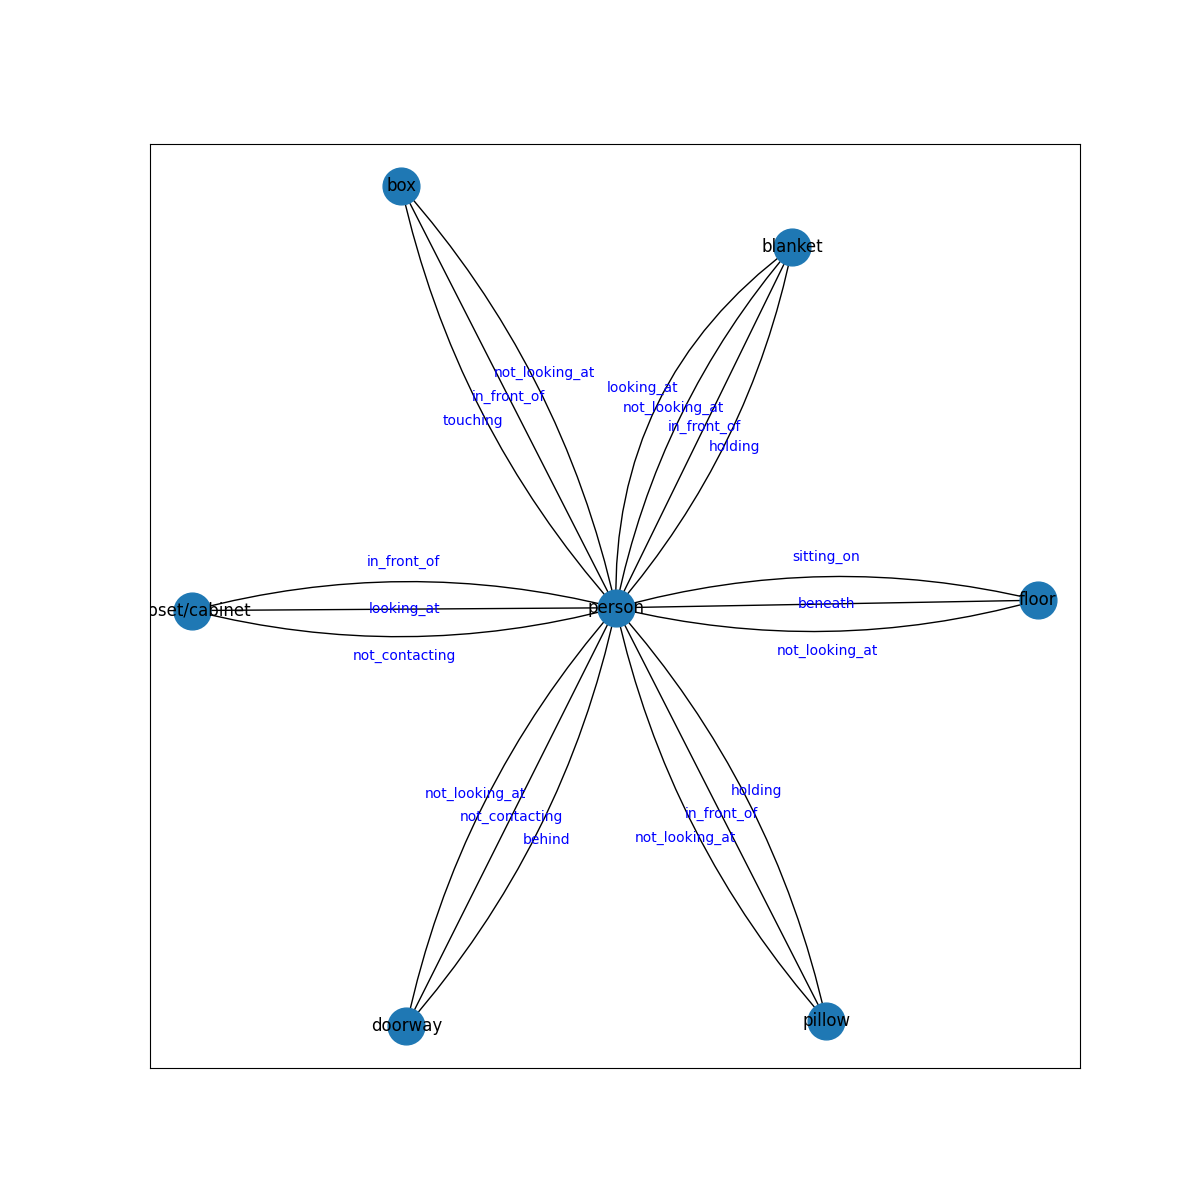 box
blanket
not_looking_at
looking_at
in_front_of
not_looking_at
touching
in_front_of
holding
in_front_of
sitting_on
oset/cabinet
looking_at
person
beneath
floor
not_contacting
not_looking_at
not_looking_at
holding
not_contacting
in_front_of
behind
not_looking_at
doorway
pillow